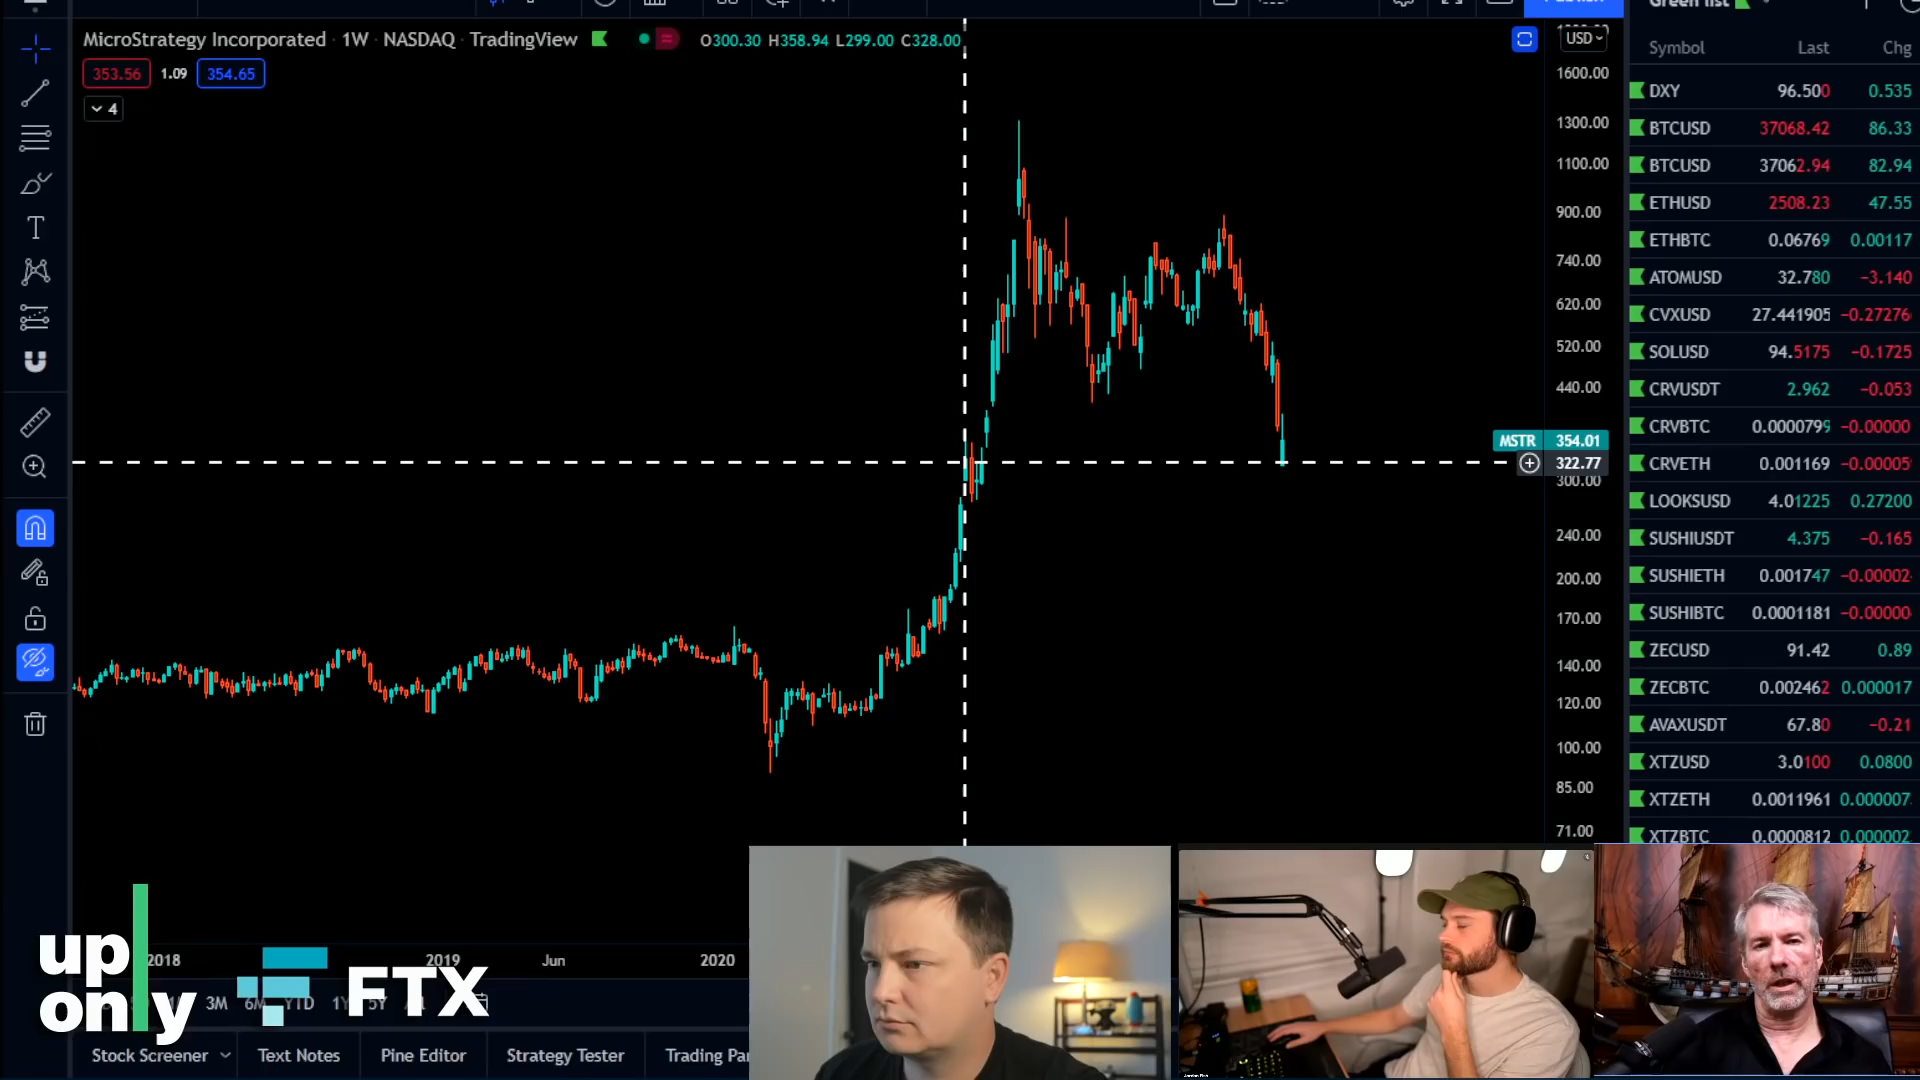 MicroStrategy Incorporated · 1W · NASDAQ · TradingView
O300.30 H358.94 L299.00 C328.00
353.56 1.09 354.65
4
USD
1600.00
1300.00
1100.00
900.00
740.00
620.00
520.00
440.00
MSTR 354.01
322.77
300.00
240.00
200.00
170.00
140.00
120.00
100.00
85.00
71.00
Green list
Symbol Last Chg
DXY 96.500 0.535
BTCUSD 37068.42 86.33
BTCUSD 37062.94 82.94
ETHUSD 2508.23 47.55
ETHBTC 0.06769 0.00117
ATOMUSD 32.780 −3.140
CVXUSD 27.441905 −0.27276
SOLUSD 94.5175 −0.1725
CRVUSDT 2.962 −0.053
CRVBTC 0.0000799 −0.00000
CRVETH 0.001169 −0.00005
LOOKSUSD 4.01225 0.27200
SUSHIUSDT 4.375 −0.165
SUSHIETH 0.001747 −0.00002
SUSHIBTC 0.0001181 −0.00000
ZECUSD 91.42 0.89
ZECBTC 0.002462 0.000017
AVAXUSDT 67.80 −0.21
XTZUSD 3.0100 0.0800
XTZETH 0.0011961 0.000007
XTZBTC 0.0000812 0.000002
2018 2019 Jun 2020
up only
FTX
3M 6M YTD 1Y 5Y
Stock Screener Text Notes Pine Editor Strategy Tester Trading Pa